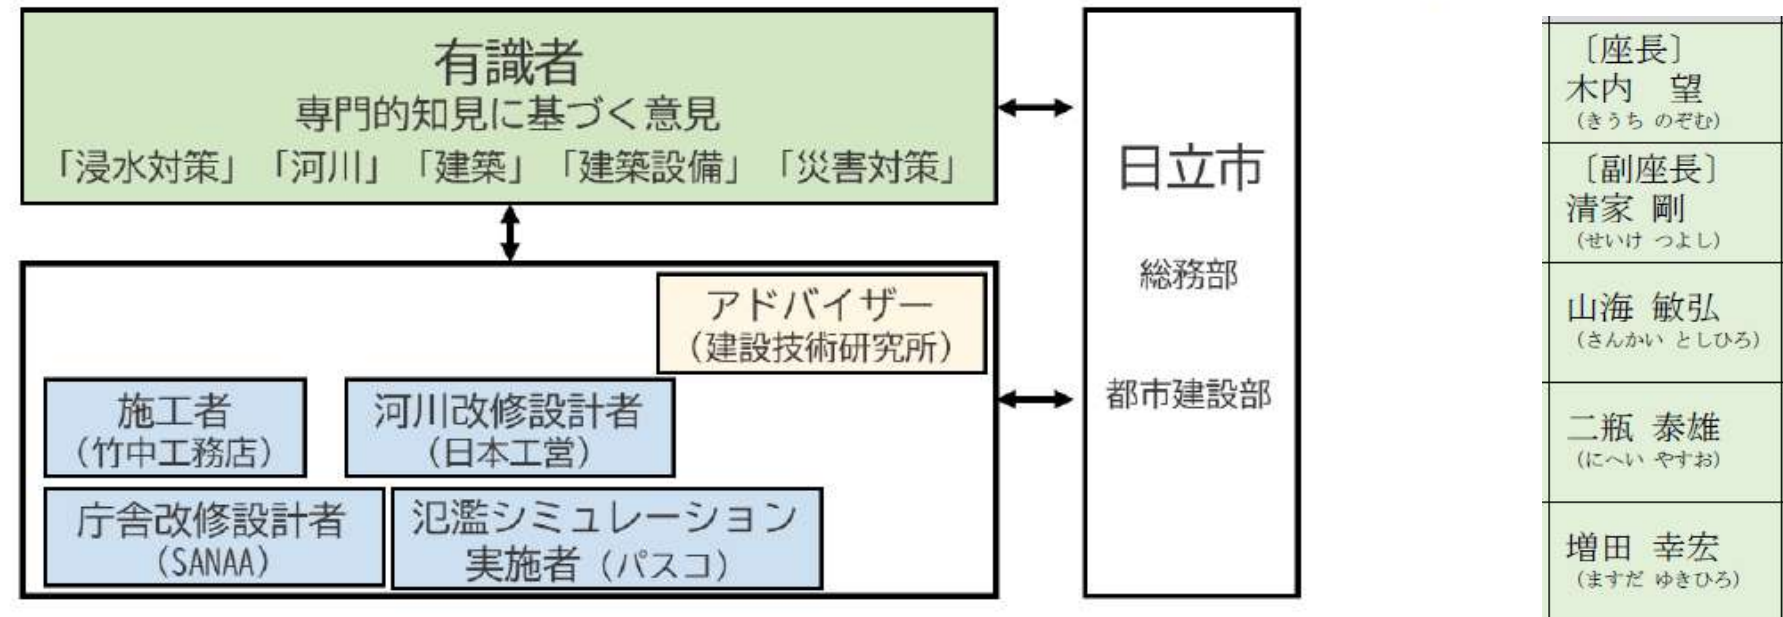 有識者
専門的知見に基づく意見
「浸水対策」「河川」「建築」「建築設備」「災害対策」
アドバイザー
（建設技術研究所）
施工者
（竹中工務店）
河川改修設計者
（日本工営）
庁舎改修設計者
（SANAA）
氾濫シミュレーション
実施者（パスコ）
日立市
総務部
都市建設部
〔座長〕
木内　望
（きうち のぞむ）
〔副座長〕
清家 剛
（せいけ つよし）
山海 敏弘
（さんかい としひろ）
二瓶 泰雄
（にへい やすお）
増田 幸宏
（ますだ ゆきひろ）